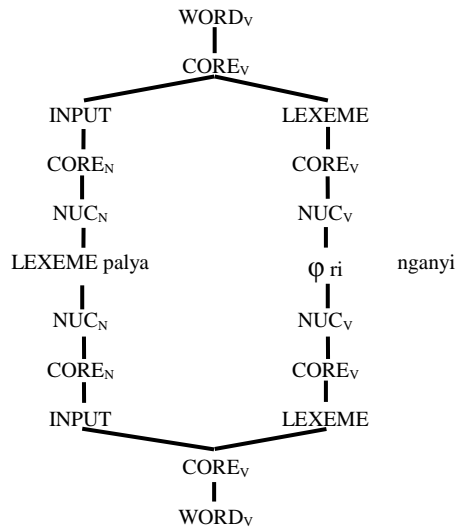 WORDV
COREV
INPUT LEXEME
COREN COREV
NUCN NUCV
LEXEME palya φ ri nganyi
NUCN NUCV
COREN COREV
INPUT LEXEME
COREV
WORDV